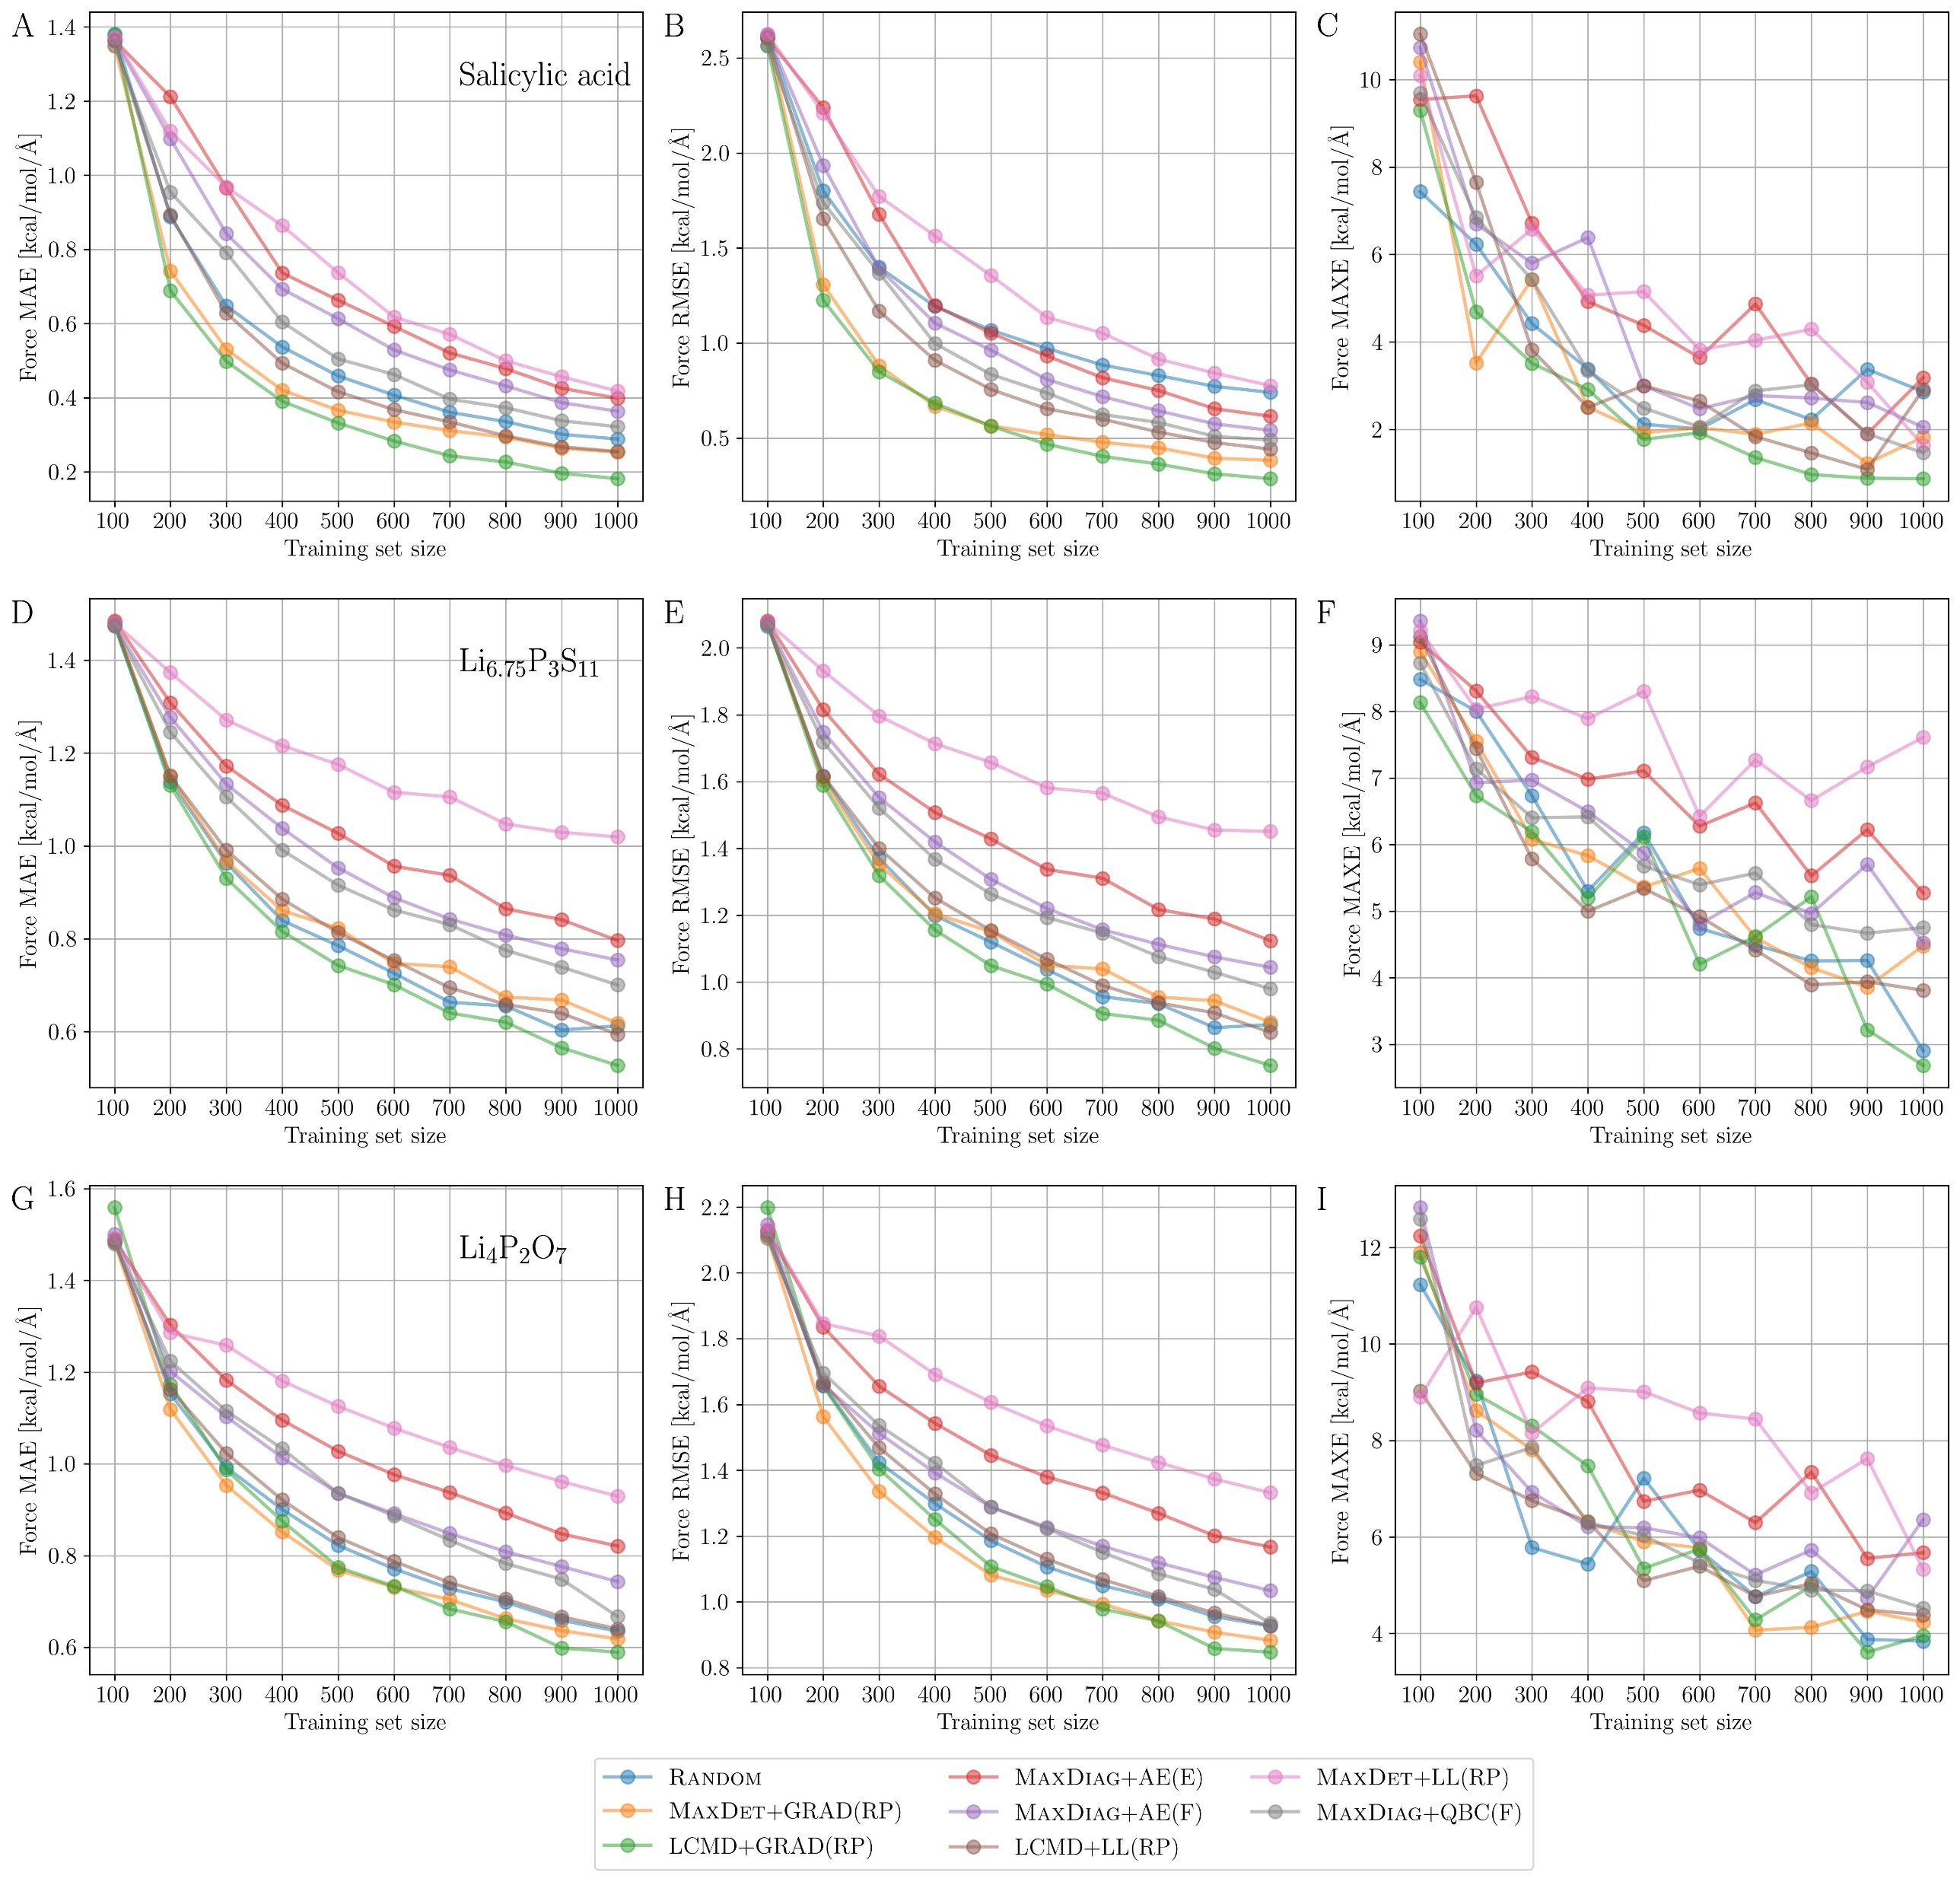 A
Salicylic acid
Force MAE [kcal/mol/Å]
1.4
1.2
1.0
0.8
0.6
0.4
0.2
100 200 300 400 500 600 700 800 900 1000
Training set size
B
Force RMSE [kcal/mol/Å]
2.5
2.0
1.5
1.0
0.5
100 200 300 400 500 600 700 800 900 1000
Training set size
C
Force MAXE [kcal/mol/Å]
10
8
6
4
2
100 200 300 400 500 600 700 800 900 1000
Training set size
D
Li6.75P3S11
Force MAE [kcal/mol/Å]
1.4
1.2
1.0
0.8
0.6
100 200 300 400 500 600 700 800 900 1000
Training set size
E
Force RMSE [kcal/mol/Å]
2.0
1.8
1.6
1.4
1.2
1.0
0.8
100 200 300 400 500 600 700 800 900 1000
Training set size
F
Force MAXE [kcal/mol/Å]
9
8
7
6
5
4
3
100 200 300 400 500 600 700 800 900 1000
Training set size
G
Li4P2O7
Force MAE [kcal/mol/Å]
1.6
1.4
1.2
1.0
0.8
0.6
100 200 300 400 500 600 700 800 900 1000
Training set size
H
Force RMSE [kcal/mol/Å]
2.2
2.0
1.8
1.6
1.4
1.2
1.0
0.8
100 200 300 400 500 600 700 800 900 1000
Training set size
I
Force MAXE [kcal/mol/Å]
12
10
8
6
4
100 200 300 400 500 600 700 800 900 1000
Training set size
RANDOM
MAXDET+GRAD(RP)
LCMD+GRAD(RP)
MAXDIAG+AE(E)
MAXDIAG+AE(F)
LCMD+LL(RP)
MAXDET+LL(RP)
MAXDIAG+QBC(F)